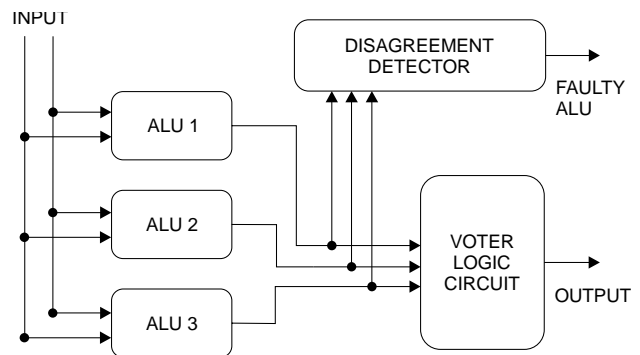 INPUT
DISAGREEMENT
DETECTOR
FAULTY
ALU
ALU 1
ALU 2
VOTER
LOGIC
CIRCUIT
OUTPUT
ALU 3